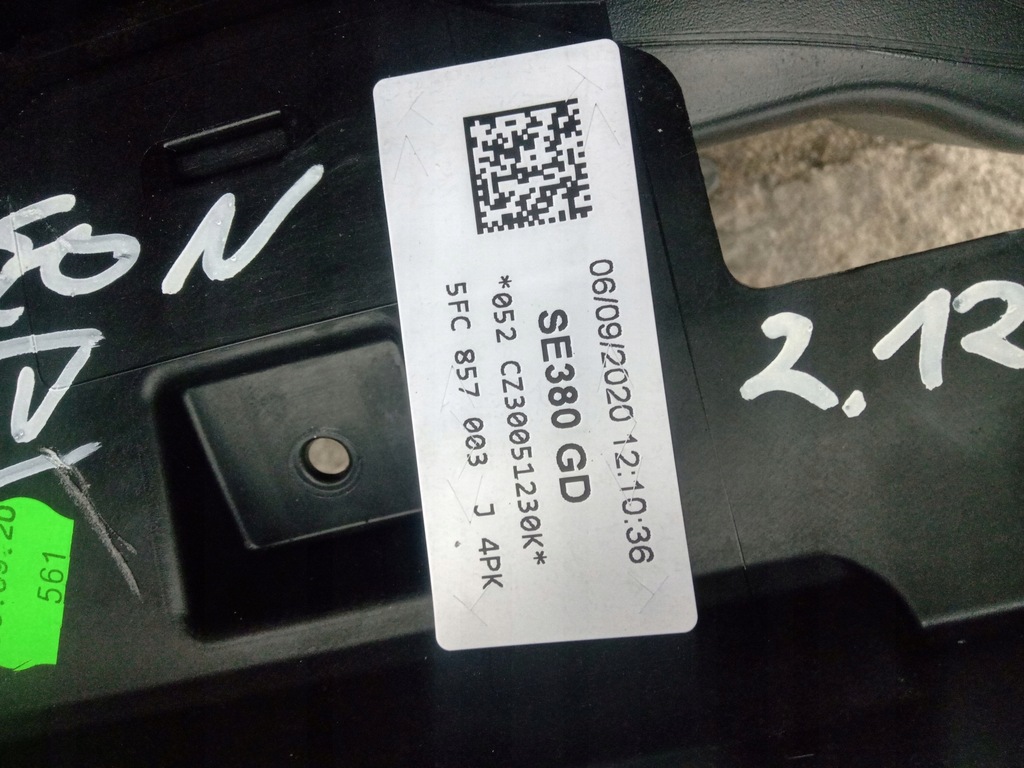 06/09/2020 12:10:36
SE380 GD
*052 CZ30051230K*
5FC 857 003 J 4PK
2.12
561